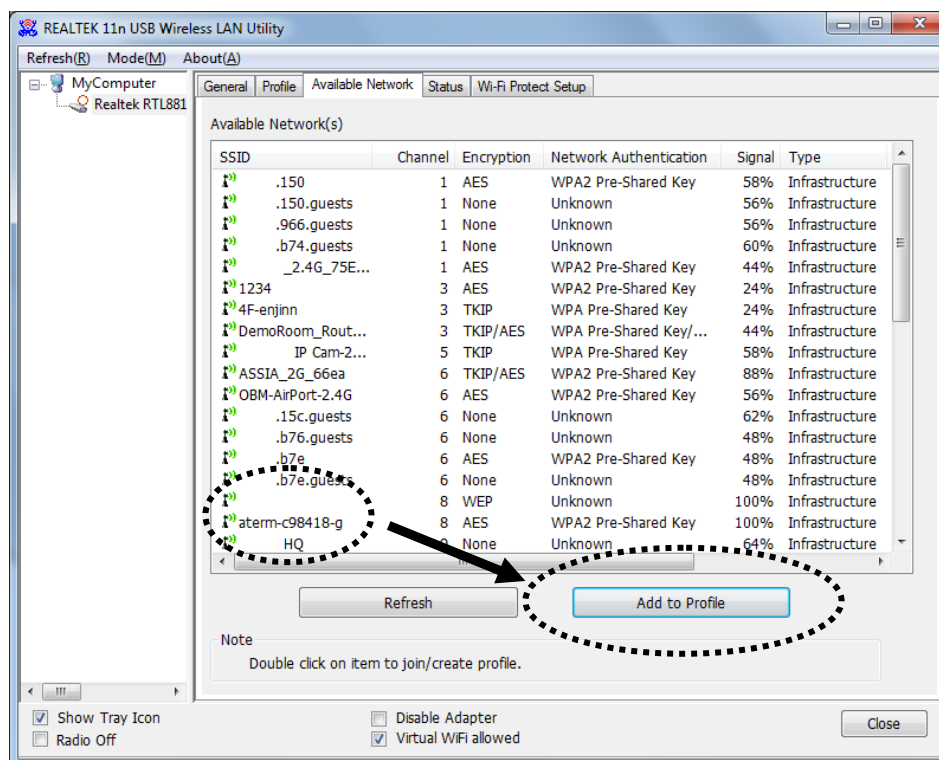 REALTEK 11n USB Wireless LAN Utility
Refresh(R) Mode(M) About(A)
MyComputer
Realtek RTL881
General Profile Available Network Status Wi-Fi Protect Setup
Available Network(s)
SSID Channel Encryption Network Authentication Signal Type
.150 1 AES WPA2 Pre-Shared Key 58% Infrastructure
.150.guests 1 None Unknown 56% Infrastructure
.966.guests 1 None Unknown 56% Infrastructure
.b74.guests 1 None Unknown 60% Infrastructure
_2.4G_75E... 1 AES WPA2 Pre-Shared Key 44% Infrastructure
1234 3 AES WPA2 Pre-Shared Key 24% Infrastructure
4F-enjinn 3 TKIP WPA Pre-Shared Key 24% Infrastructure
DemoRoom_Rout... 3 TKIP/AES WPA Pre-Shared Key/... 44% Infrastructure
IP Cam-2... 5 TKIP WPA Pre-Shared Key 58% Infrastructure
ASSIA_2G_66ea 6 TKIP/AES WPA2 Pre-Shared Key 88% Infrastructure
OBM-AirPort-2.4G 6 AES WPA2 Pre-Shared Key 56% Infrastructure
.15c.guests 6 None Unknown 62% Infrastructure
.b76.guests 6 None Unknown 48% Infrastructure
.b7e 6 AES WPA2 Pre-Shared Key 48% Infrastructure
.b7e.guests 6 None Unknown 48% Infrastructure
8 WEP Unknown 100% Infrastructure
aterm-c98418-g 8 AES WPA2 Pre-Shared Key 100% Infrastructure
HQ 9 None Unknown 64% Infrastructure
Refresh Add to Profile
Note
Double click on item to join/create profile.
Show Tray Icon Disable Adapter Close
Radio Off Virtual WiFi allowed